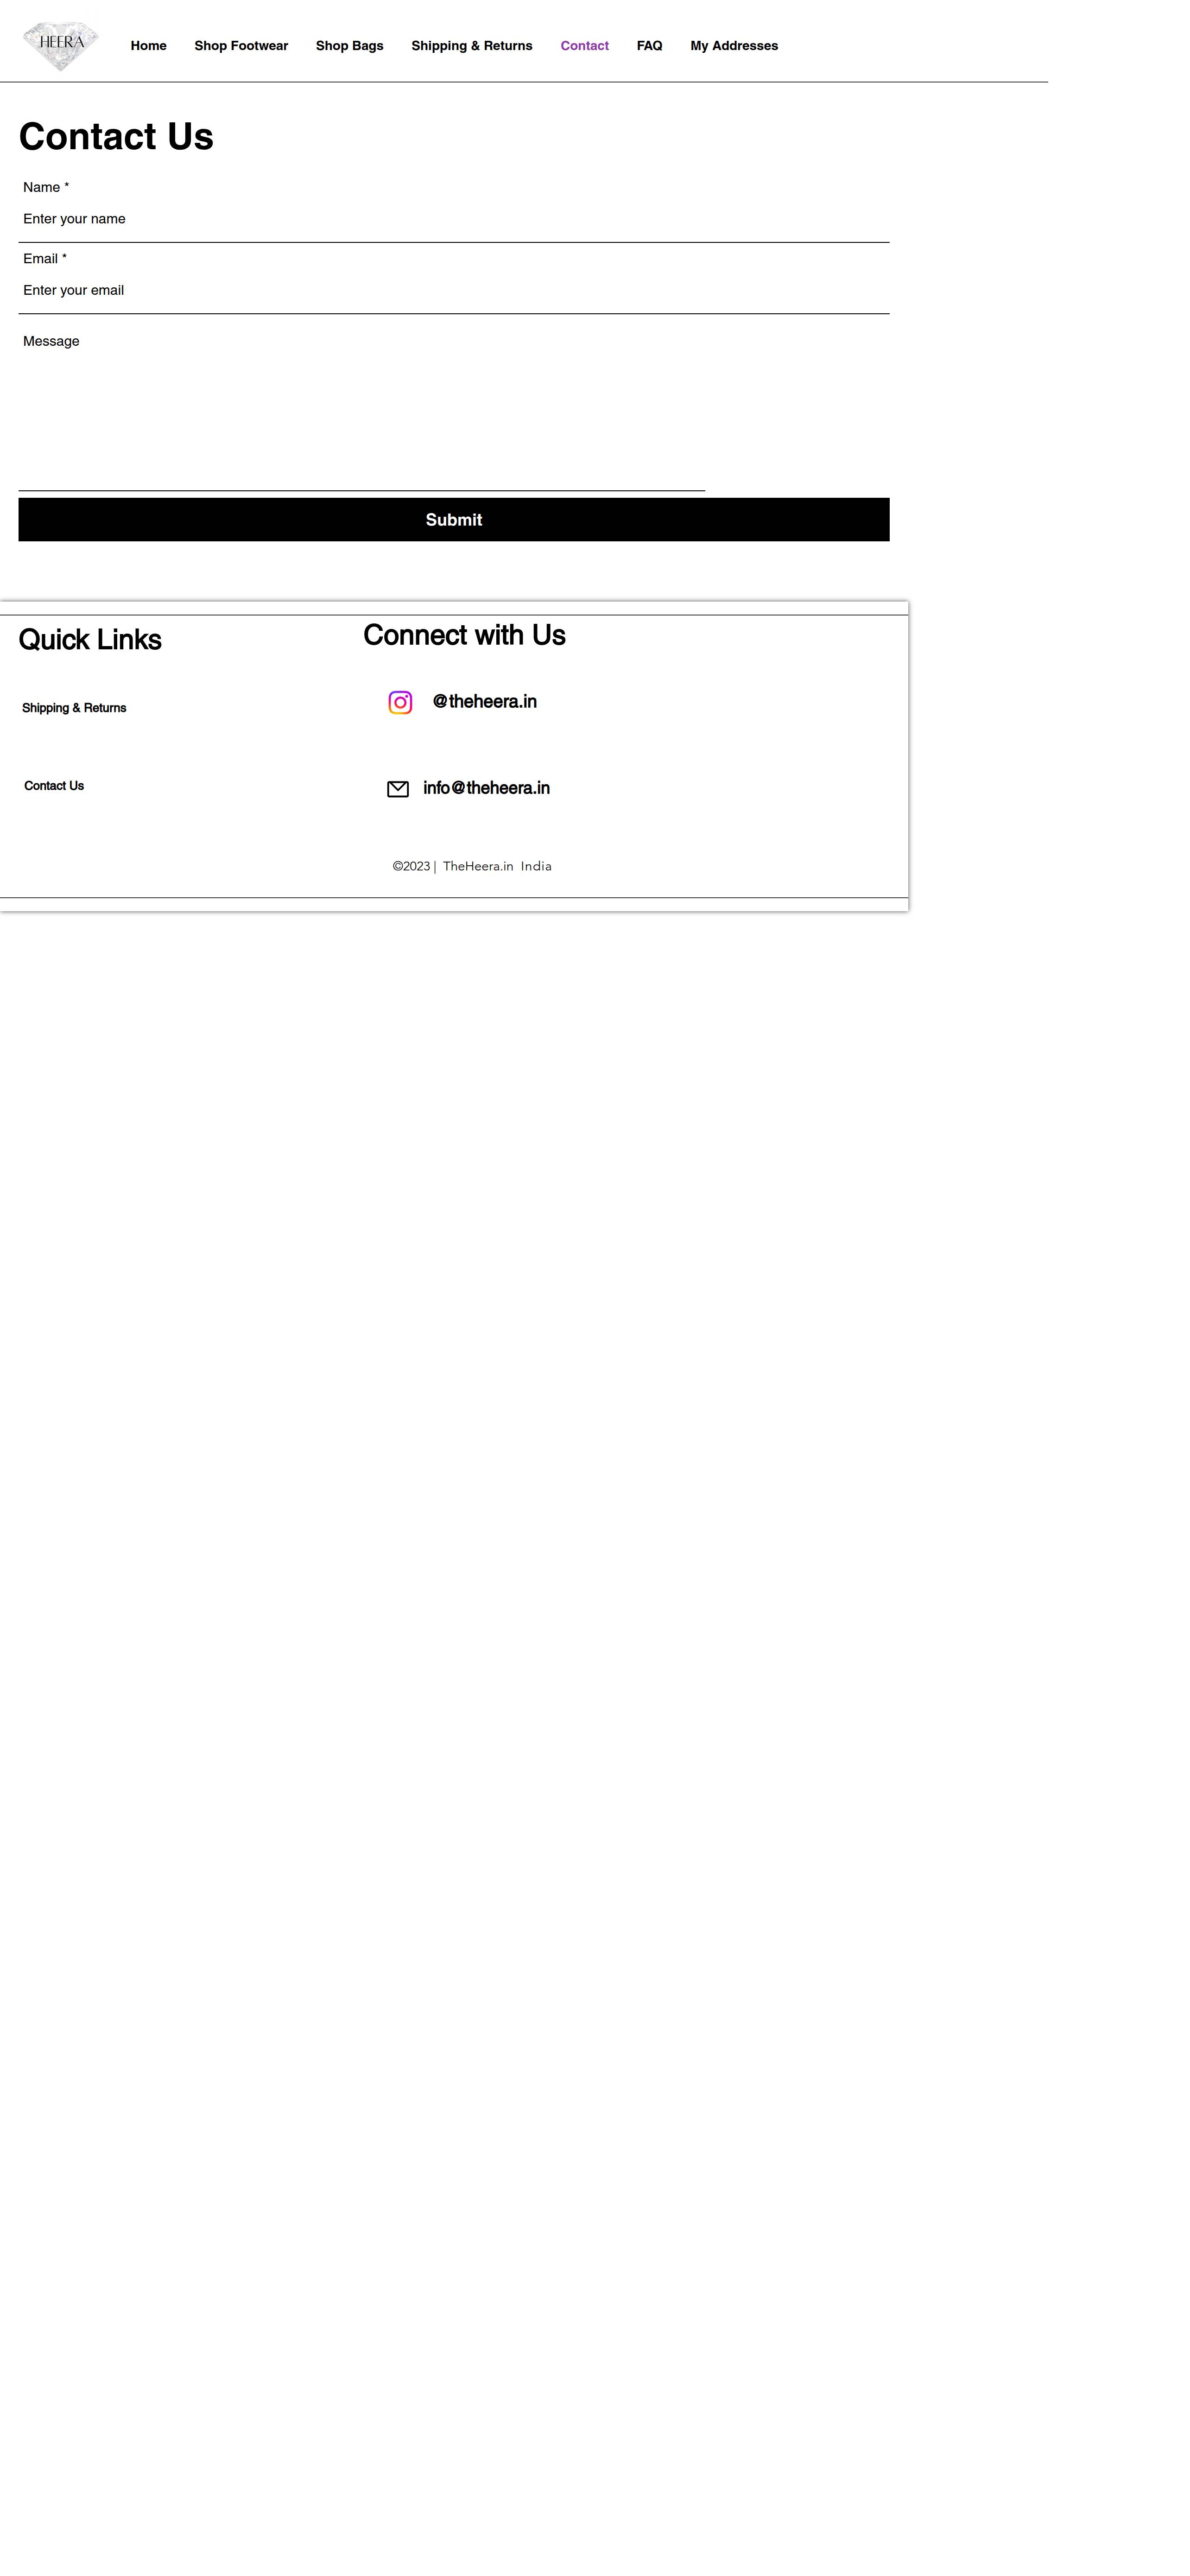 HEERA
Home Shop Footwear Shop Bags Shipping & Returns Contact FAQ My Addresses
Contact Us
Name *
Enter your name
Email *
Enter your email
Message
Submit
Quick Links
Shipping & Returns
Contact Us
Connect with Us
@theheera.in
info@theheera.in
©2023 | TheHeera.in India